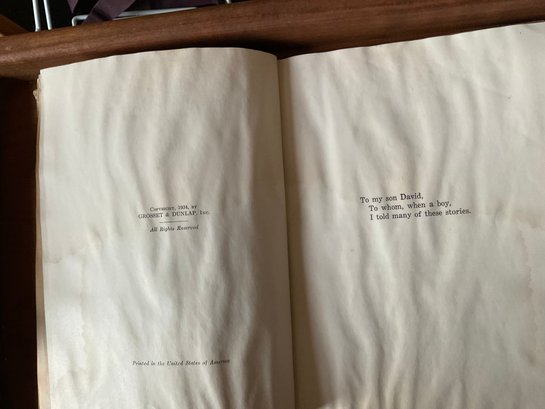 Copyright, 1934, by
GROSSET & DUNLAP, Inc.
All Rights Reserved
Printed in the United States of America
To my son David,
To whom, when a boy,
I told many of these stories.